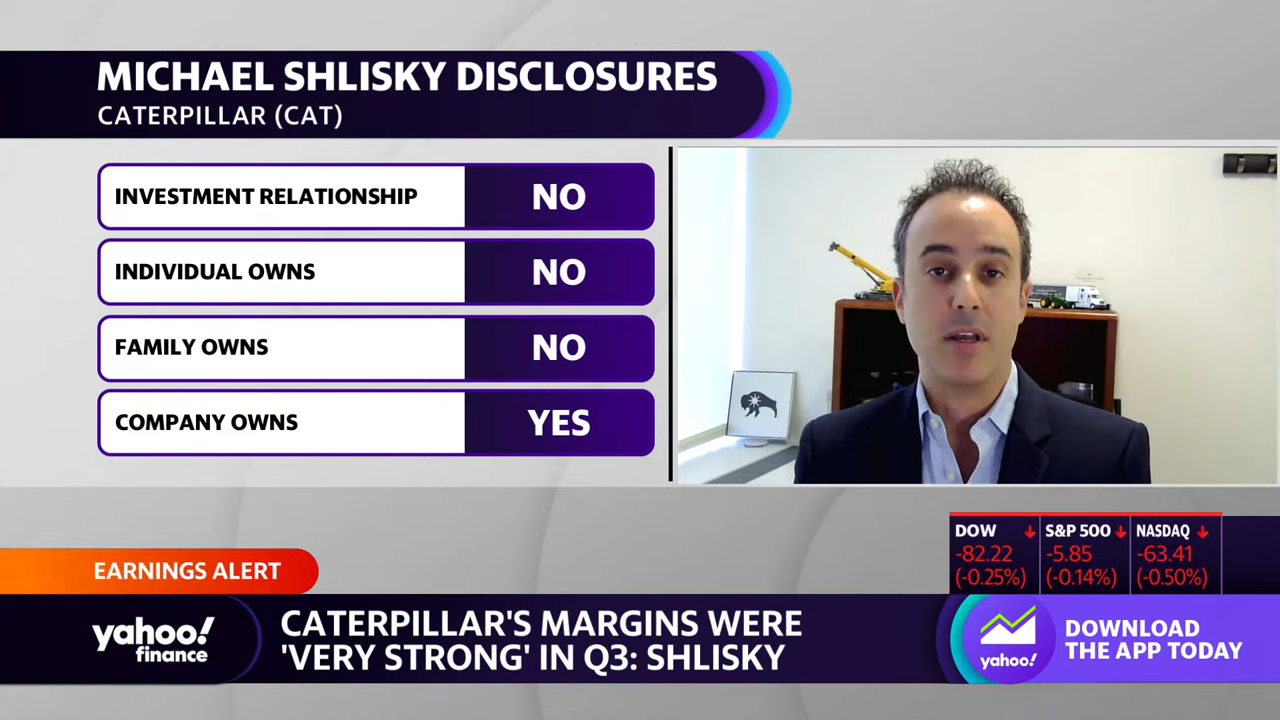 MICHAEL SHLISKY DISCLOSURES
CATERPILLAR (CAT)
INVESTMENT RELATIONSHIP NO
INDIVIDUAL OWNS NO
FAMILY OWNS NO
COMPANY OWNS YES
DOW S&P 500 NASDAQ
-82.22 -5.85 -63.41
(-0.25%) (-0.14%) (-0.50%)
EARNINGS ALERT
yahoo!
finance
CATERPILLAR'S MARGINS WERE
'VERY STRONG' IN Q3: SHLISKY
yahoo!
DOWNLOAD
THE APP TODAY